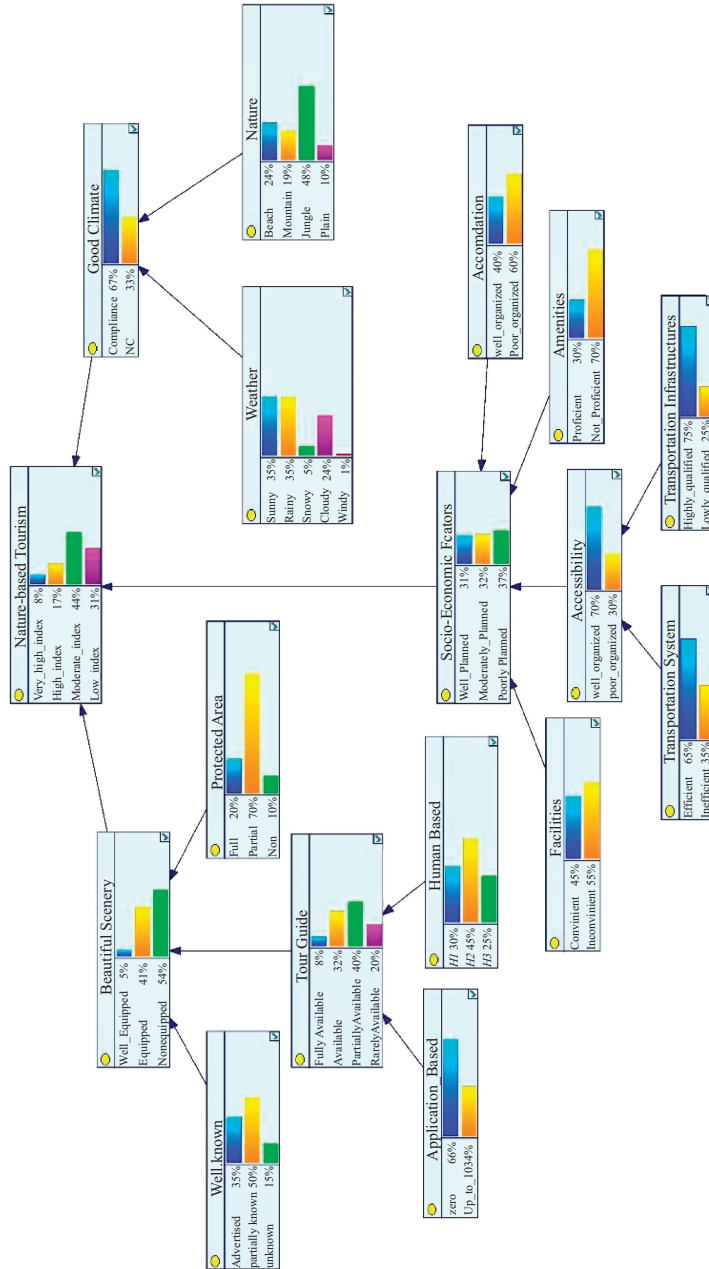 Nature-based Tourism
Very_high_index 8%
High_index 17%
Moderate_index 44%
Low_index 31%
Beautiful Scenery
Well_Equipped 5%
Equipped 41%
Nonequipped 54%
Good Climate
Compliance 67%
NC 33%
Well.known
Advertised 35%
partially known 50%
unknown 15%
Protected Area
Full 20%
Partial 70%
Non 10%
Weather
Sunny 35%
Rainy 35%
Snowy 5%
Cloudy 24%
Windy 1%
Nature
Beach 24%
Mountain 19%
Jungle 48%
Plain 10%
Tour Guide
Fully Available 8%
Available 32%
PartiallyAvailable 40%
RarelyAvailable 20%
Application_Based
zero 66%
Up_to_1034%
Human Based
H1 30%
H2 45%
H3 25%
Socio-Economic Fcators
Well_Planned 31%
Moderately_Planned 32%
Poorly Planned 37%
Accomdation
well_organized 40%
Poor_organized 60%
Facilities
Convinient 45%
Inconvinient 55%
Accessibility
well_organized 70%
poor_organized 30%
Amenities
Proficient 30%
Not_Proficient 70%
Transportation System
Efficient 65%
Inefficient 35%
Transportation Infrastructures
Highly_qualified 75%
Lowly_qualified 25%